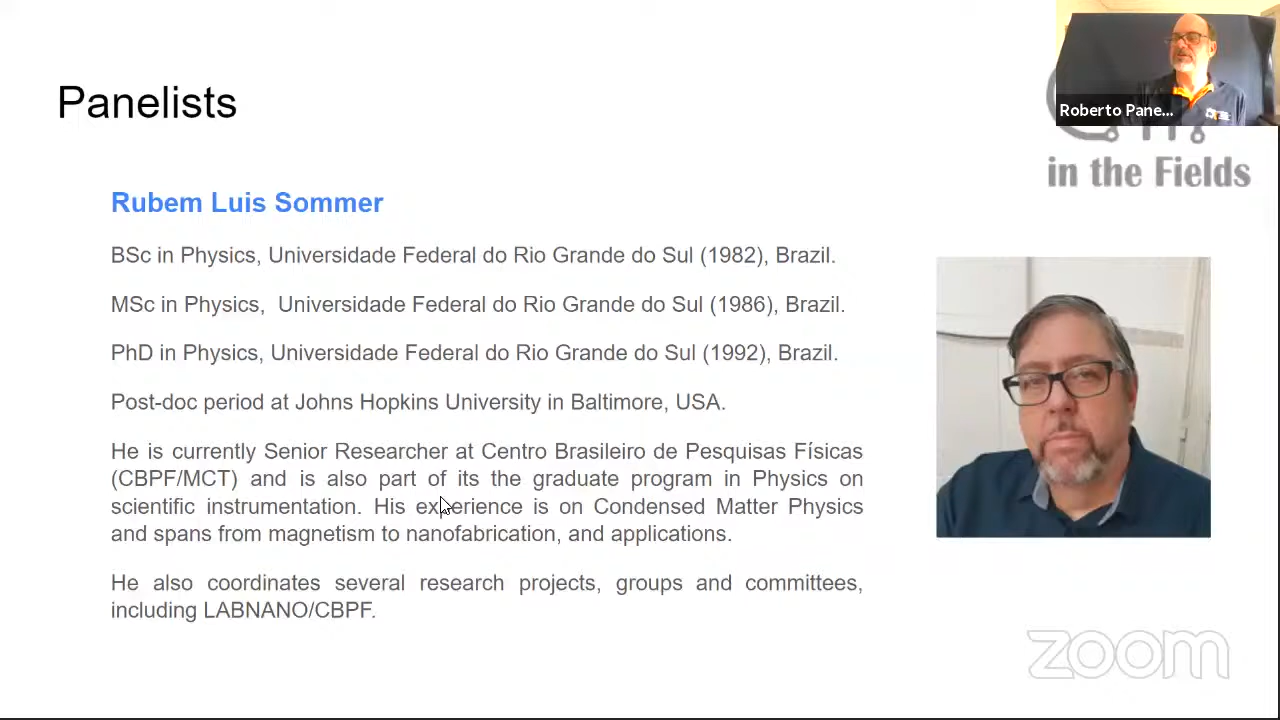 Panelists
Roberto Pane...
in the Fields
Rubem Luis Sommer
BSc in Physics, Universidade Federal do Rio Grande do Sul (1982), Brazil.
MSc in Physics,  Universidade Federal do Rio Grande do Sul (1986), Brazil.
PhD in Physics, Universidade Federal do Rio Grande do Sul (1992), Brazil.
Post-doc period at Johns Hopkins University in Baltimore, USA.
He is currently Senior Researcher at Centro Brasileiro de Pesquisas Físicas
(CBPF/MCT) and is also part of its the graduate program in Physics on
scientific instrumentation. His experience is on Condensed Matter Physics
and spans from magnetism to nanofabrication, and applications.
He also coordinates several research projects, groups and committees,
including LABNANO/CBPF.
zoom